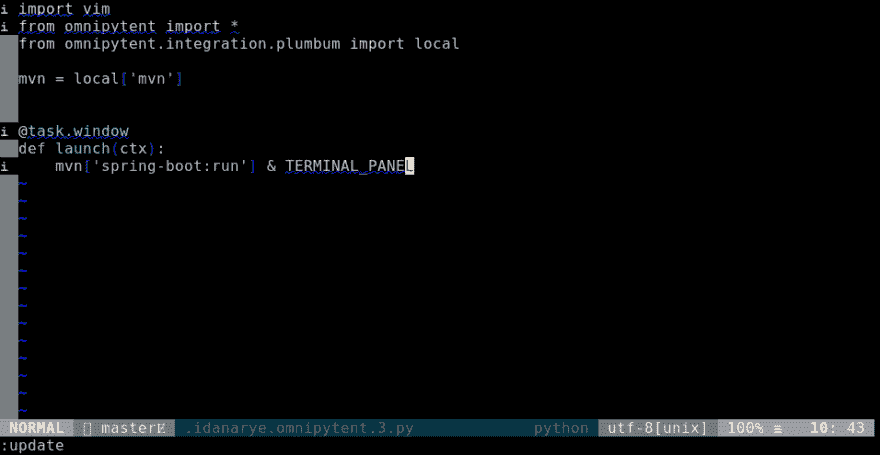 i import vim
i from omnipytent import *
from omnipytent.integration.plumbum import local
mvn = local['mvn']
i @task.window
def launch(ctx):
i mvn['spring-boot:run'] & TERMINAL_PANEL
~
~
~
~
~
~
~
~
~
~
~
~
~
~
NORMAL master .idanarye.omnipytent.3.py python utf-8[unix] 100% ≡ 10: 43
:update